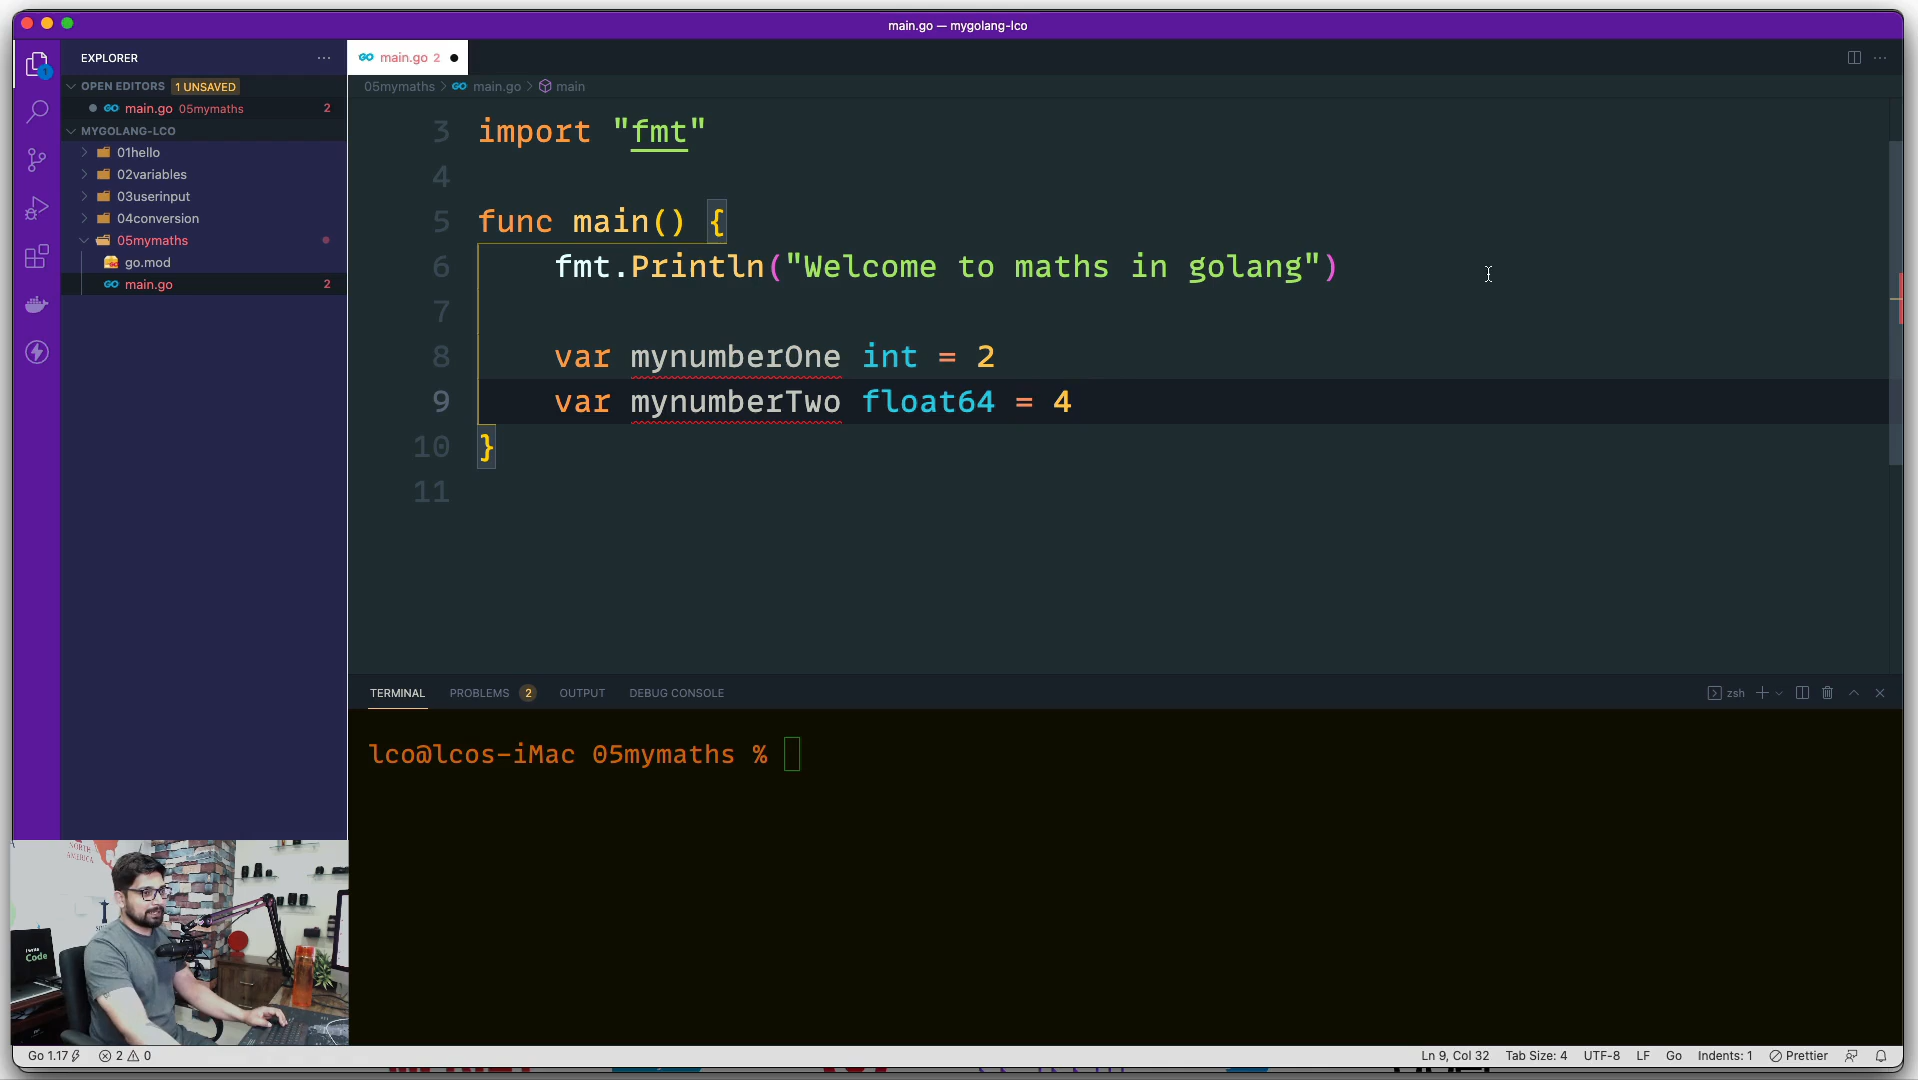 main.go — mygolang-lco
EXPLORER
OPEN EDITORS 1 UNSAVED
main.go 05mymaths 2
MYGOLANG-LCO
01hello
02variables
03userinput
04conversion
05mymaths
go.mod
main.go 2
1
main.go 2
05mymaths > main.go > main
3 import "fmt"
4
5 func main() {
6 fmt.Println("Welcome to maths in golang")
7
8 var mynumberOne int = 2
9 var mynumberTwo float64 = 4
10 }
11
TERMINAL PROBLEMS 2 OUTPUT DEBUG CONSOLE
zsh
lco@lcos-iMac 05mymaths %
NORTH
AMERICA
Code
Go 1.17 2 0
Ln 9, Col 32 Tab Size: 4 UTF-8 LF Go Indents: 1 Prettier